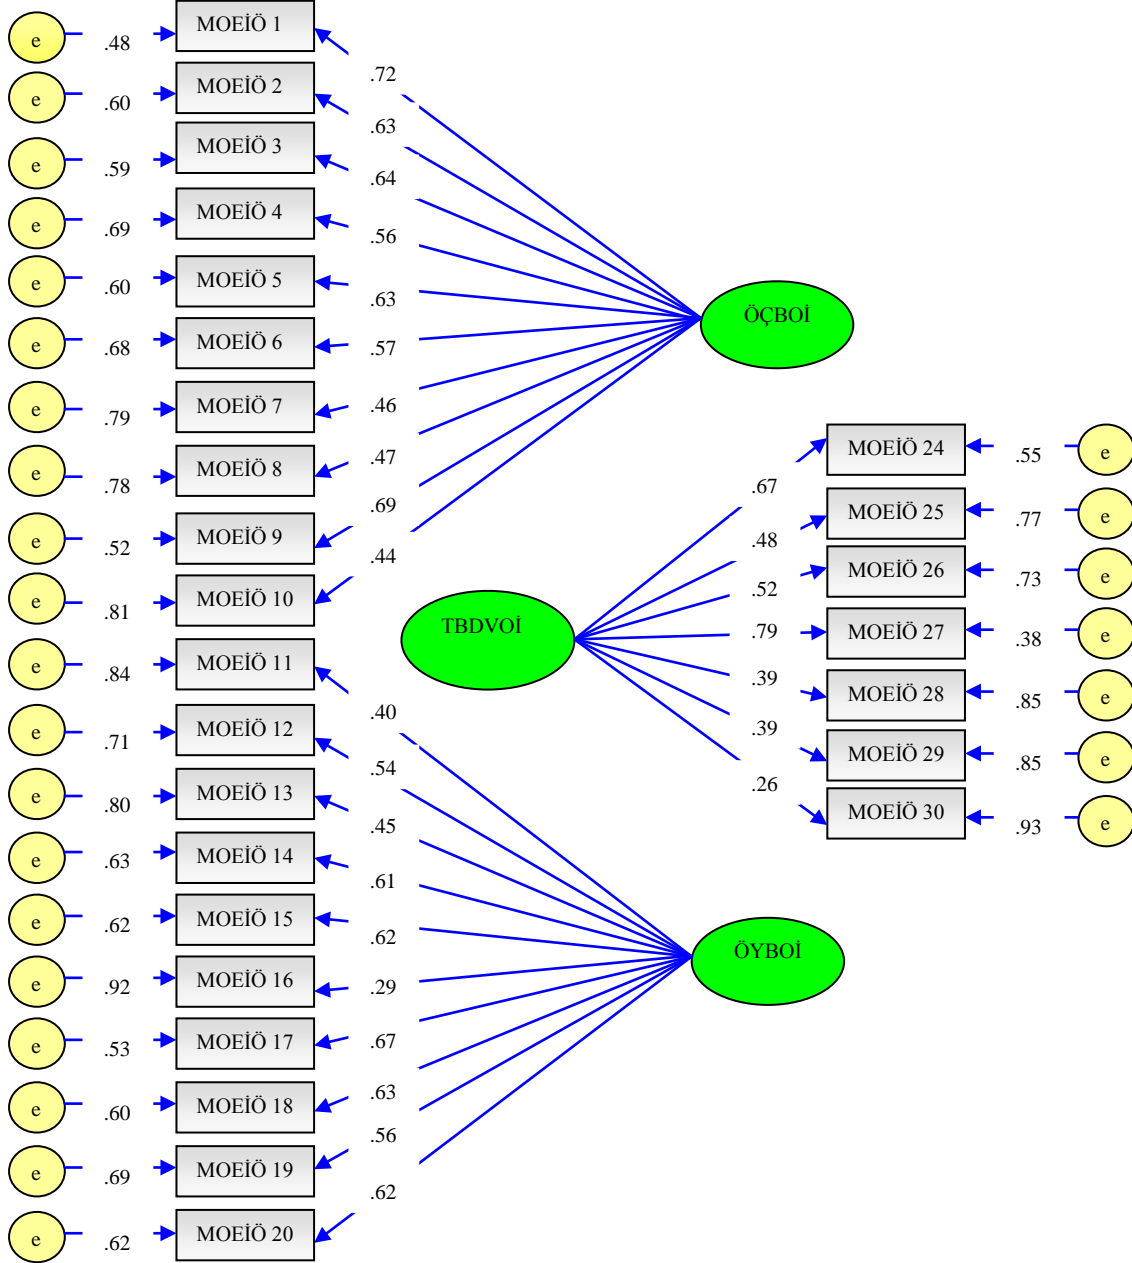 e .48 MOEİÖ 1 .72
e .60 MOEİÖ 2 .63
e .59 MOEİÖ 3 .64
e .69 MOEİÖ 4 .56
e .60 MOEİÖ 5 .63
e .68 MOEİÖ 6 .57
e .79 MOEİÖ 7 .46
e .78 MOEİÖ 8 .47
e .52 MOEİÖ 9 .69
e .81 MOEİÖ 10 .44
ÖÇBOİ
e .84 MOEİÖ 11 .40
e .71 MOEİÖ 12 .54
e .80 MOEİÖ 13 .45
e .63 MOEİÖ 14 .61
e .62 MOEİÖ 15 .62
e .92 MOEİÖ 16 .29
e .53 MOEİÖ 17 .67
e .60 MOEİÖ 18 .63
e .69 MOEİÖ 19 .56
e .62 MOEİÖ 20 .62
ÖYBOİ
TBDVOİ
.67 MOEİÖ 24 .55 e
.48 MOEİÖ 25 .77 e
.52 MOEİÖ 26 .73 e
.79 MOEİÖ 27 .38 e
.39 MOEİÖ 28 .85 e
.39 MOEİÖ 29 .85 e
.26 MOEİÖ 30 .93 e